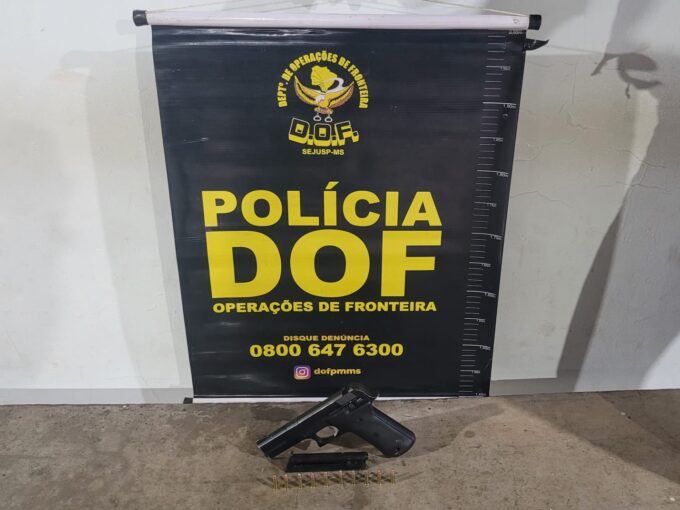 DEPTº. DE OPERAÇÕES DE FRONTEIRA
D.O.F.
SEJUSP-MS
POLÍCIA
DOF
OPERAÇÕES DE FRONTEIRA
DISQUE DENÚNCIA
0800 647 6300
dofpmms